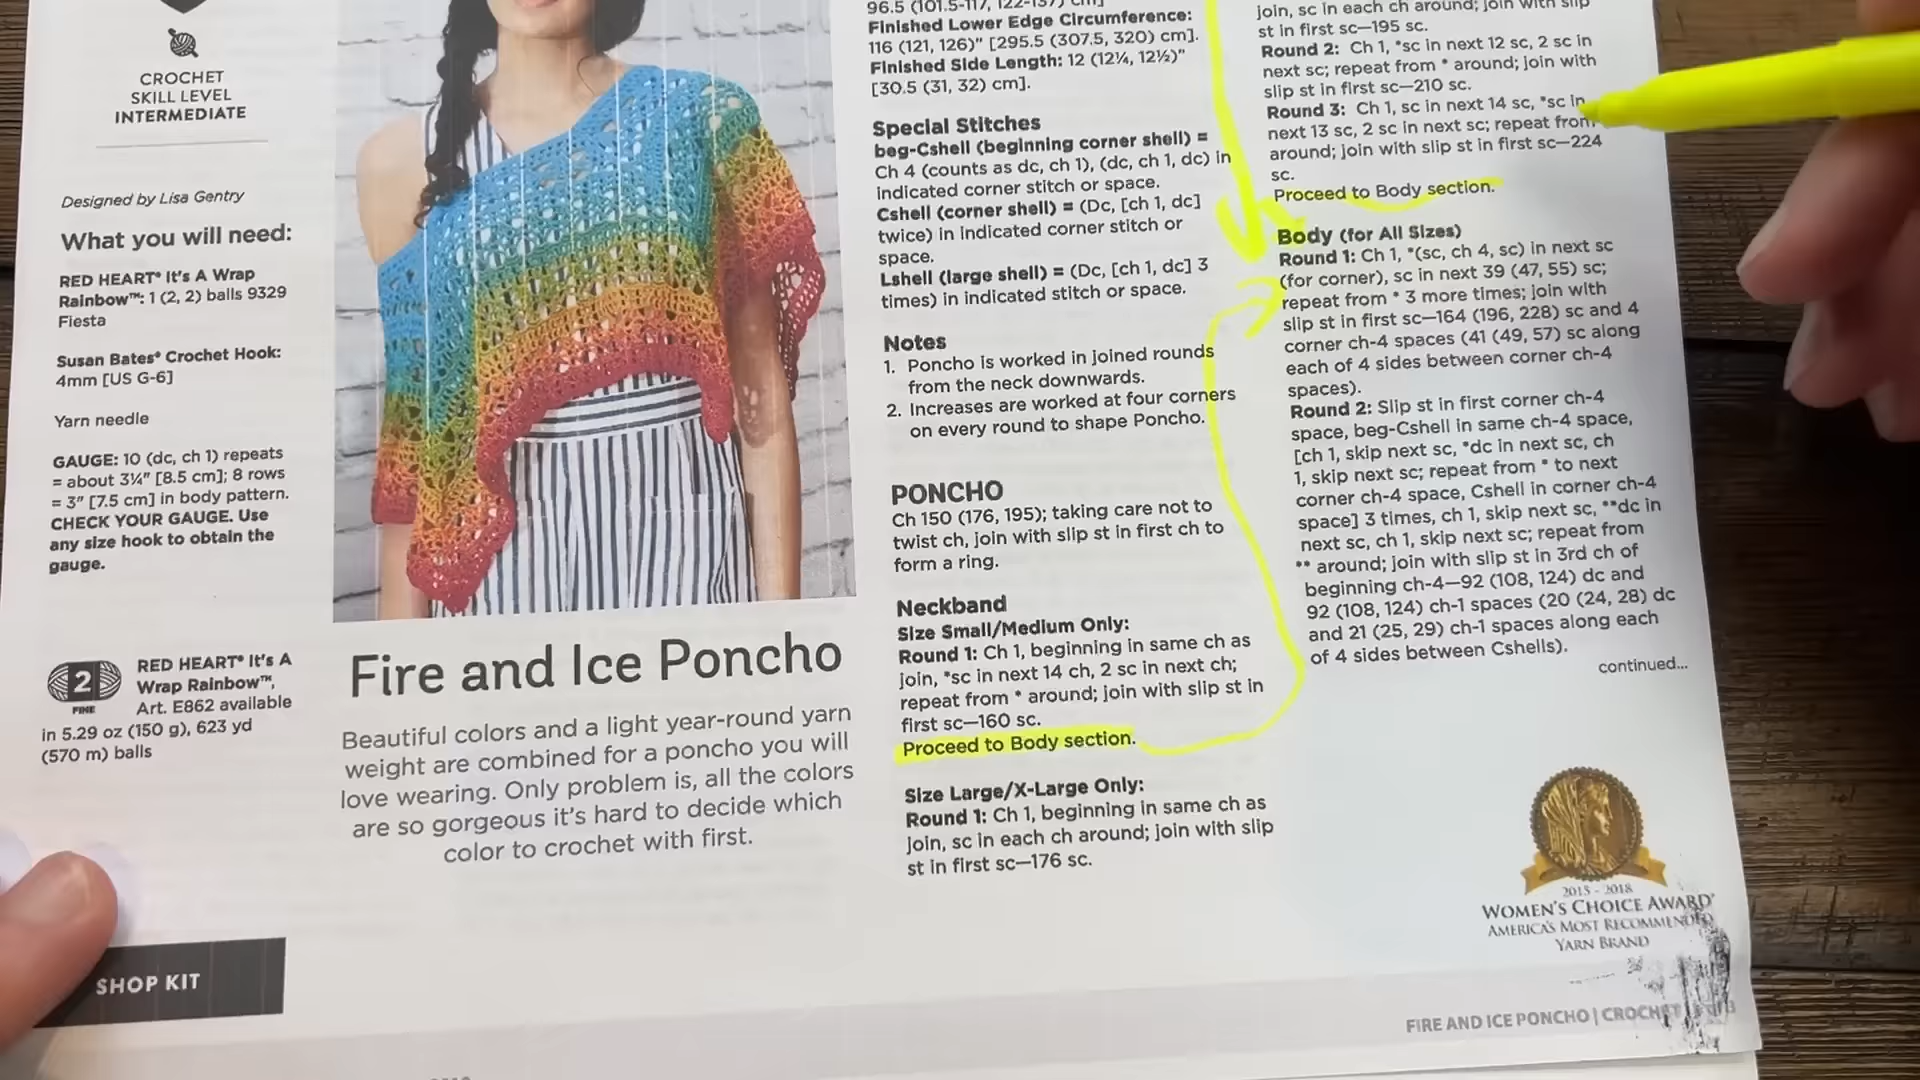 CROCHET
SKILL LEVEL
INTERMEDIATE
Designed by Lisa Gentry
What you will need:
RED HEART® It's A Wrap
Rainbow™: 1 (2, 2) balls 9329
Fiesta
Susan Bates® Crochet Hook:
4mm [US G-6]
Yarn needle
GAUGE: 10 (dc, ch 1) repeats
= about 3¼" [8.5 cm]; 8 rows
= 3" [7.5 cm] in body pattern.
CHECK YOUR GAUGE. Use
any size hook to obtain the
gauge.
2
FINE
RED HEART® It's A
Wrap Rainbow™,
Art. E862 available
in 5.29 oz (150 g), 623 yd
(570 m) balls
SHOP KIT
Fire and Ice Poncho
Beautiful colors and a light year-round yarn
weight are combined for a poncho you will
love wearing. Only problem is, all the colors
are so gorgeous it's hard to decide which
color to crochet with first.
96.5 (101.5-117, 122-137) cm]
Finished Lower Edge Circumference:
116 (121, 126)" [295.5 (307.5, 320) cm].
Finished Side Length: 12 (12¼, 12½)"
[30.5 (31, 32) cm].
Special Stitches
beg-Cshell (beginning corner shell) =
Ch 4 (counts as dc, ch 1), (dc, ch 1, dc) in
indicated corner stitch or space.
Cshell (corner shell) = (Dc, [ch 1, dc]
twice) in indicated corner stitch or
space.
Lshell (large shell) = (Dc, [ch 1, dc] 3
times) in indicated stitch or space.
Notes
1. Poncho is worked in joined rounds
from the neck downwards.
2. Increases are worked at four corners
on every round to shape Poncho.
PONCHO
Ch 150 (176, 195); taking care not to
twist ch, join with slip st in first ch to
form a ring.
Neckband
Size Small/Medium Only:
Round 1: Ch 1, beginning in same ch as
join, *sc in next 14 ch, 2 sc in next ch;
repeat from * around; join with slip st in
first sc—160 sc.
Proceed to Body section.
Size Large/X-Large Only:
Round 1: Ch 1, beginning in same ch as
join, sc in each ch around; join with slip
st in first sc—176 sc.
join, sc in each ch around; join with slip
st in first sc—195 sc.
Round 2: Ch 1, *sc in next 12 sc, 2 sc in
next sc; repeat from * around; join with
slip st in first sc—210 sc.
Round 3: Ch 1, sc in next 14 sc, *sc in
next 13 sc, 2 sc in next sc; repeat from
around; join with slip st in first sc—224
sc.
Proceed to Body section.
Body (for All Sizes)
Round 1: Ch 1, *(sc, ch 4, sc) in next sc
(for corner), sc in next 39 (47, 55) sc;
repeat from * 3 more times; join with
slip st in first sc—164 (196, 228) sc and 4
corner ch-4 spaces (41 (49, 57) sc along
each of 4 sides between corner ch-4
spaces).
Round 2: Slip st in first corner ch-4
space, beg-Cshell in same ch-4 space,
[ch 1, skip next sc, *dc in next sc, ch
1, skip next sc; repeat from * to next
corner ch-4 space, Cshell in corner ch-4
space] 3 times, ch 1, skip next sc, **dc in
next sc, ch 1, skip next sc; repeat from
** around; join with slip st in 3rd ch of
beginning ch-4—92 (108, 124) dc and
92 (108, 124) ch-1 spaces (20 (24, 28) dc
and 21 (25, 29) ch-1 spaces along each
of 4 sides between Cshells).
continued...
2015 - 2018
WOMEN'S CHOICE AWARD®
AMERICA'S MOST RECOMMENDED
YARN BRAND
FIRE AND ICE PONCHO | CROCHET